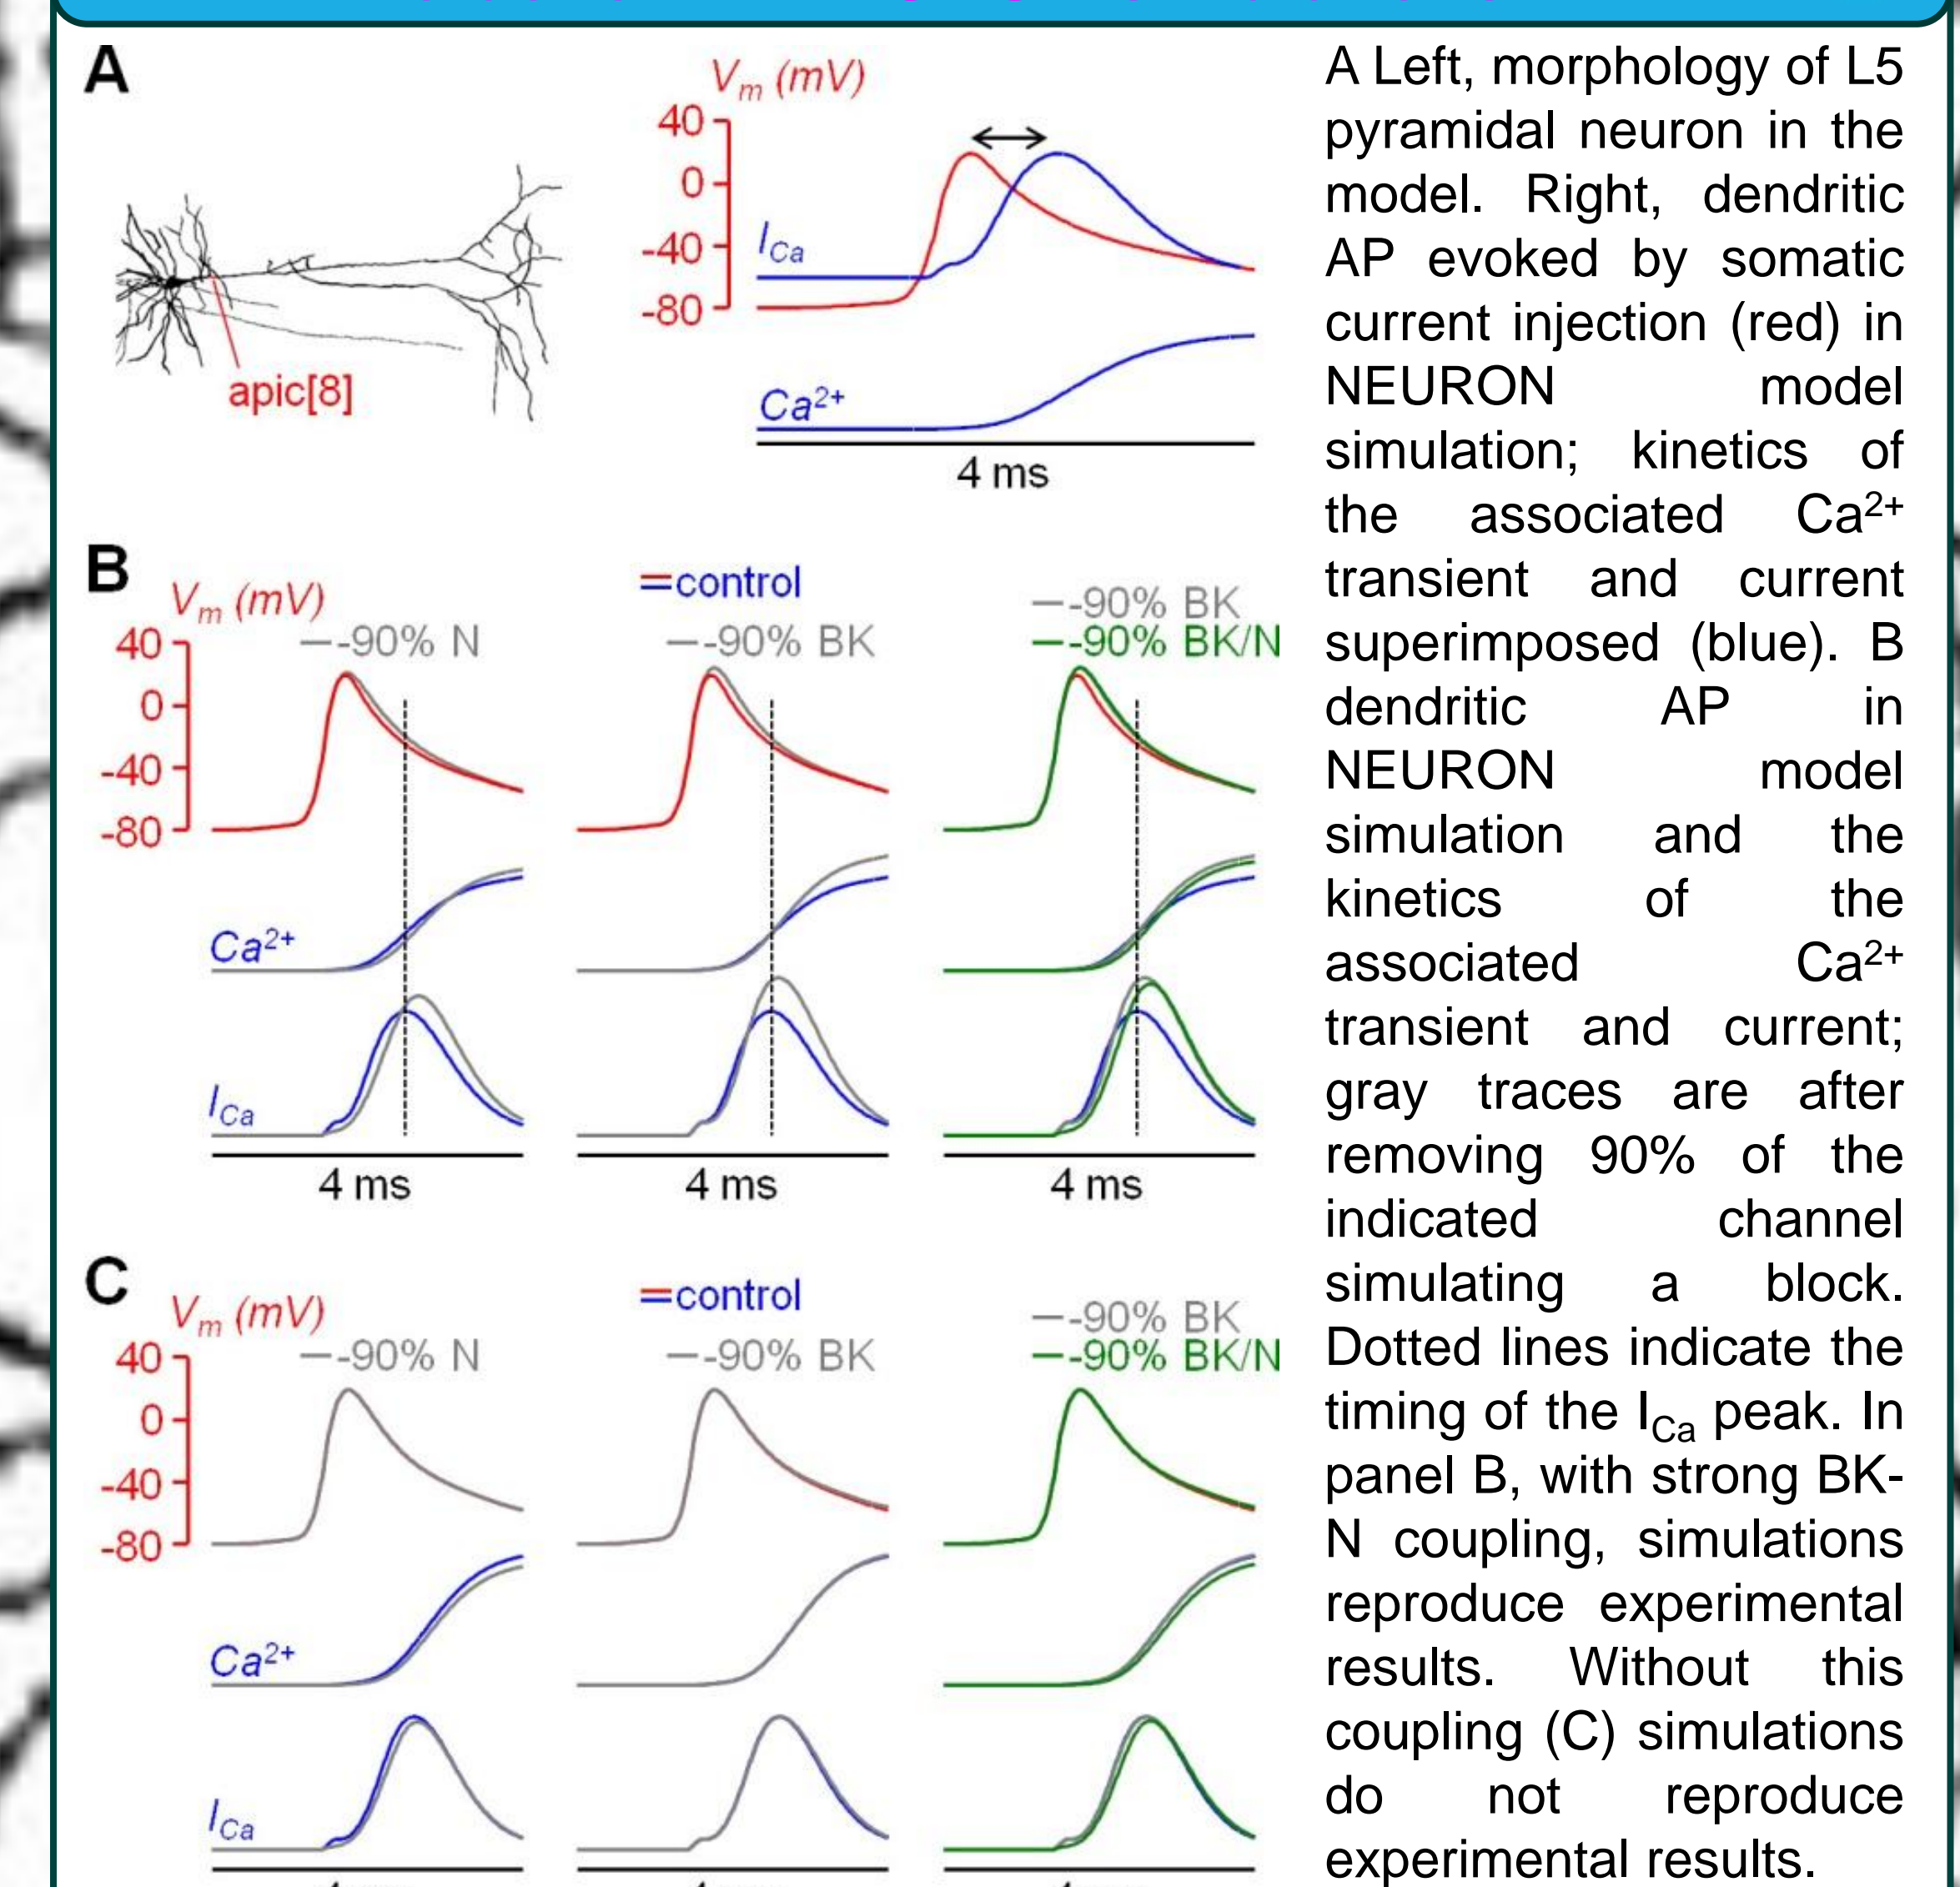 A
Vm (mV)
40
0
-40
-80
ICa
Ca2+
4 ms
apic[8]
B
Vm (mV)
=control
-90% N
-90% BK
-90% BK
-90% BK/N
40
0
-40
-80
Ca2+
ICa
4 ms
4 ms
4 ms
C
Vm (mV)
=control
-90% N
-90% BK
-90% BK
-90% BK/N
40
0
-40
-80
Ca2+
ICa
A Left, morphology of L5
pyramidal neuron in the
model. Right, dendritic
AP evoked by somatic
current injection (red) in
NEURON model
simulation; kinetics of
the associated Ca2+
transient and current
superimposed (blue). B
dendritic AP in
NEURON model
simulation and the
kinetics of the
associated Ca2+
transient and current;
gray traces are after
removing 90% of the
indicated channel
simulating a block.
Dotted lines indicate the
timing of the ICa peak. In
panel B, with strong BK-
N coupling, simulations
reproduce experimental
results. Without this
coupling (C) simulations
do not reproduce
experimental results.